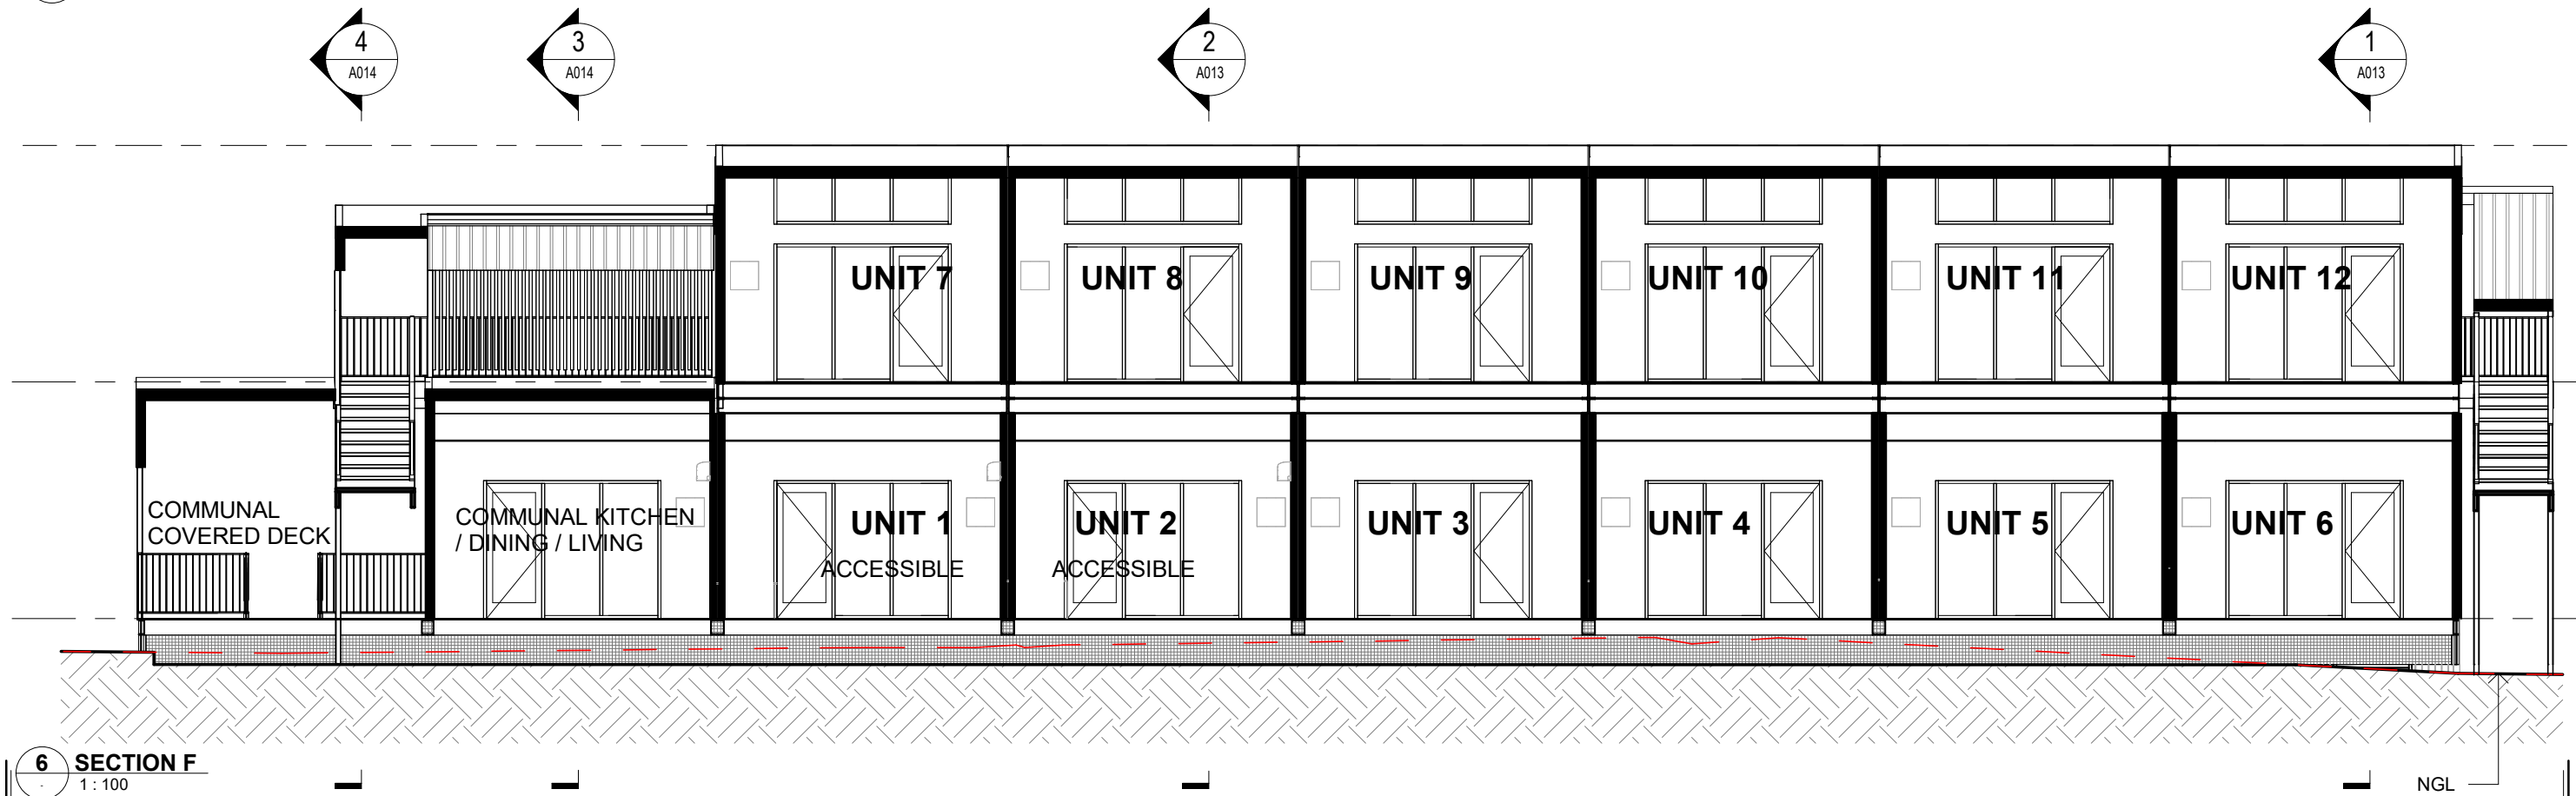 4
A014
3
A014
2
A013
1
A013
UNIT 7
UNIT 8
UNIT 9
UNIT 10
UNIT 11
UNIT 12
COMMUNAL
COVERED DECK
COMMUNAL KITCHEN
/ DINING / LIVING
UNIT 1
ACCESSIBLE
UNIT 2
ACCESSIBLE
UNIT 3
UNIT 4
UNIT 5
UNIT 6
6
-
SECTION F
1 : 100
NGL